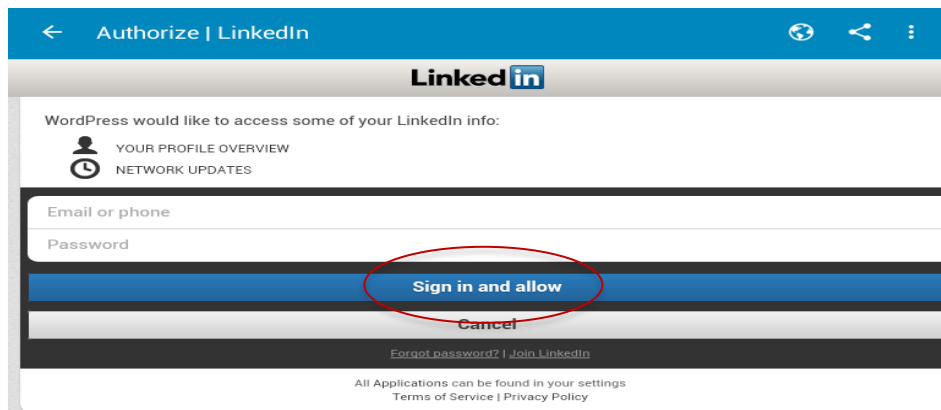 Authorize | LinkedIn
Linked in
WordPress would like to access some of your LinkedIn info:
YOUR PROFILE OVERVIEW
NETWORK UPDATES
Email or phone
Password
Sign in and allow
Cancel
Forgot password? | Join LinkedIn
All Applications can be found in your settings
Terms of Service | Privacy Policy